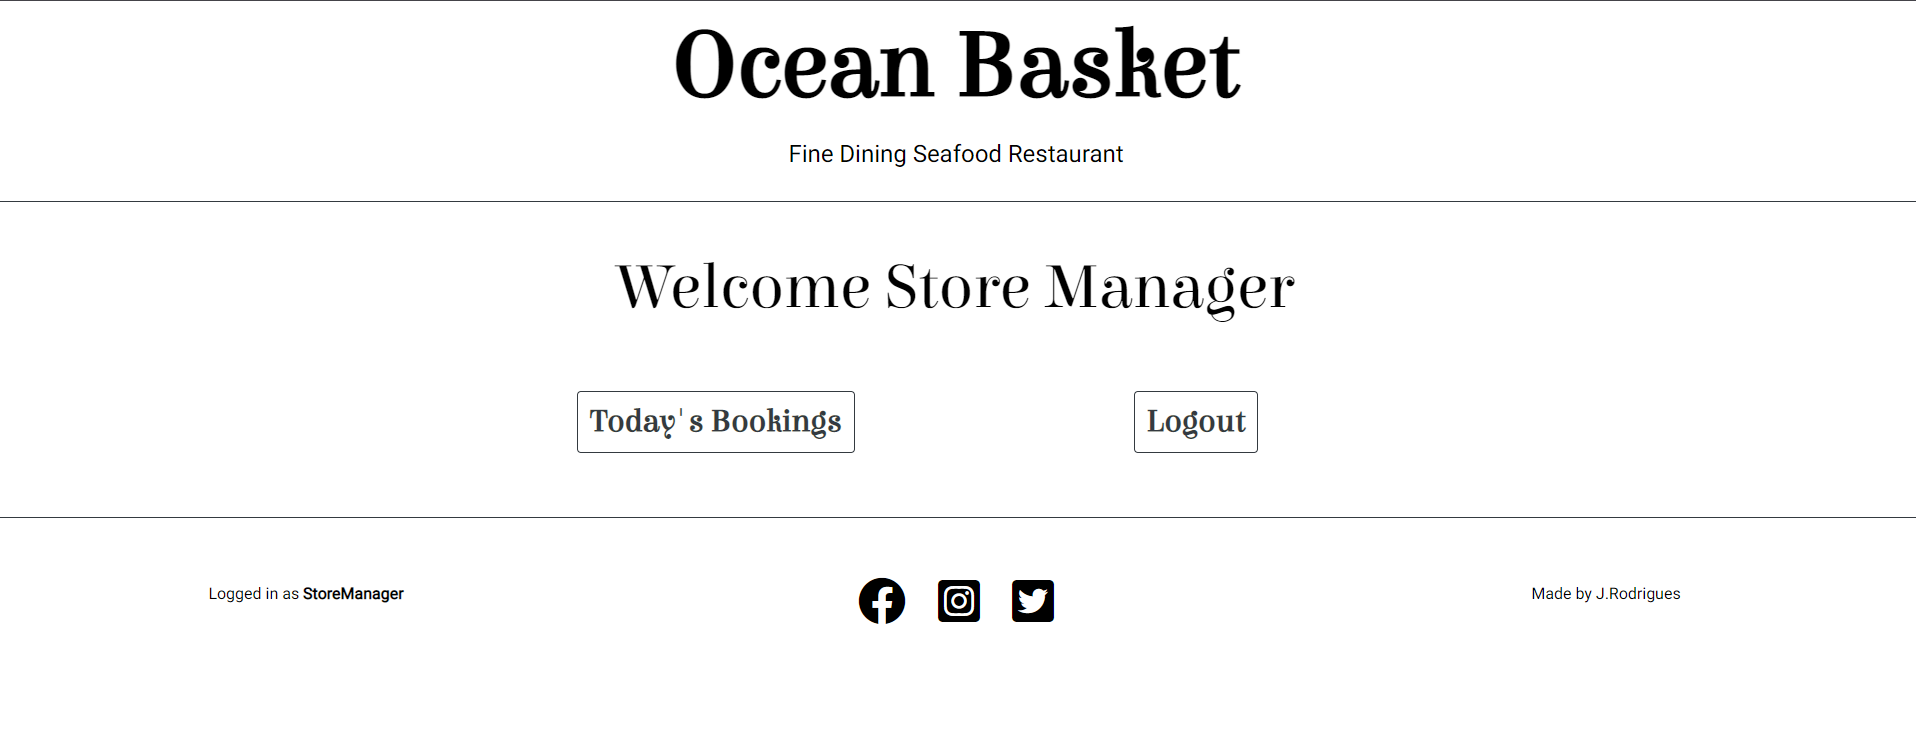 Ocean Basket
Fine Dining Seafood Restaurant
Welcome Store Manager
Today's Bookings
Logout
Logged in as StoreManager
Made by J.Rodrigues